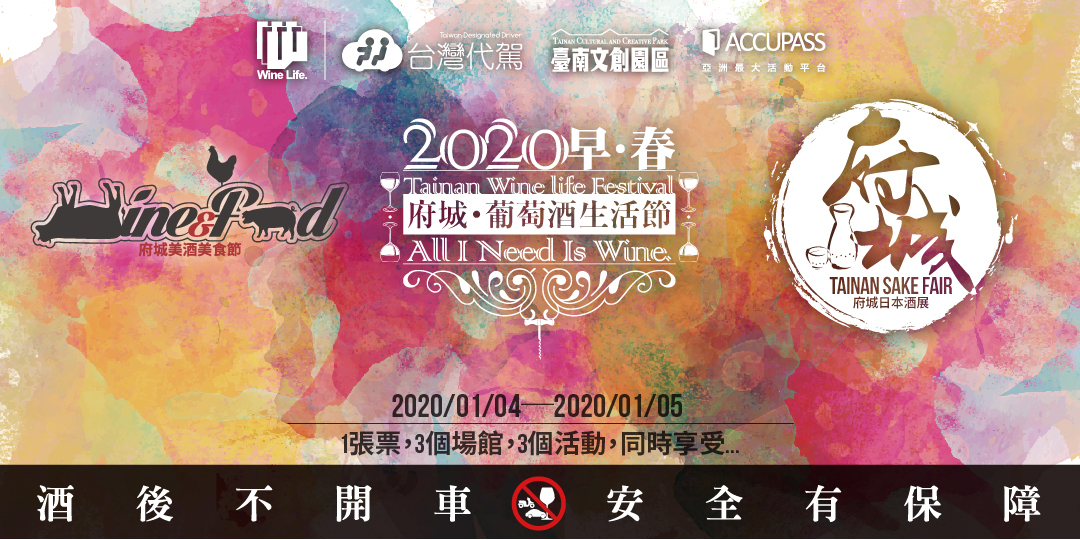 Wine Life.
Taiwan Designated Driver
台灣代駕
TAINAN CULTURAL AND CREATIVE PARK.
臺南文創園區
ACCUPASS
亞洲最大活動平台
Wine&Food
府城美酒美食節
2020早·春
Tainan Wine life Festival
府城·葡萄酒生活節
All I Need Is Wine.
府城
TAINAN SAKE FAIR
府城日本酒展
2020/01/04—2020/01/05
1張票,3個場館,3個活動,同時享受...
酒後不開車 安全有保障